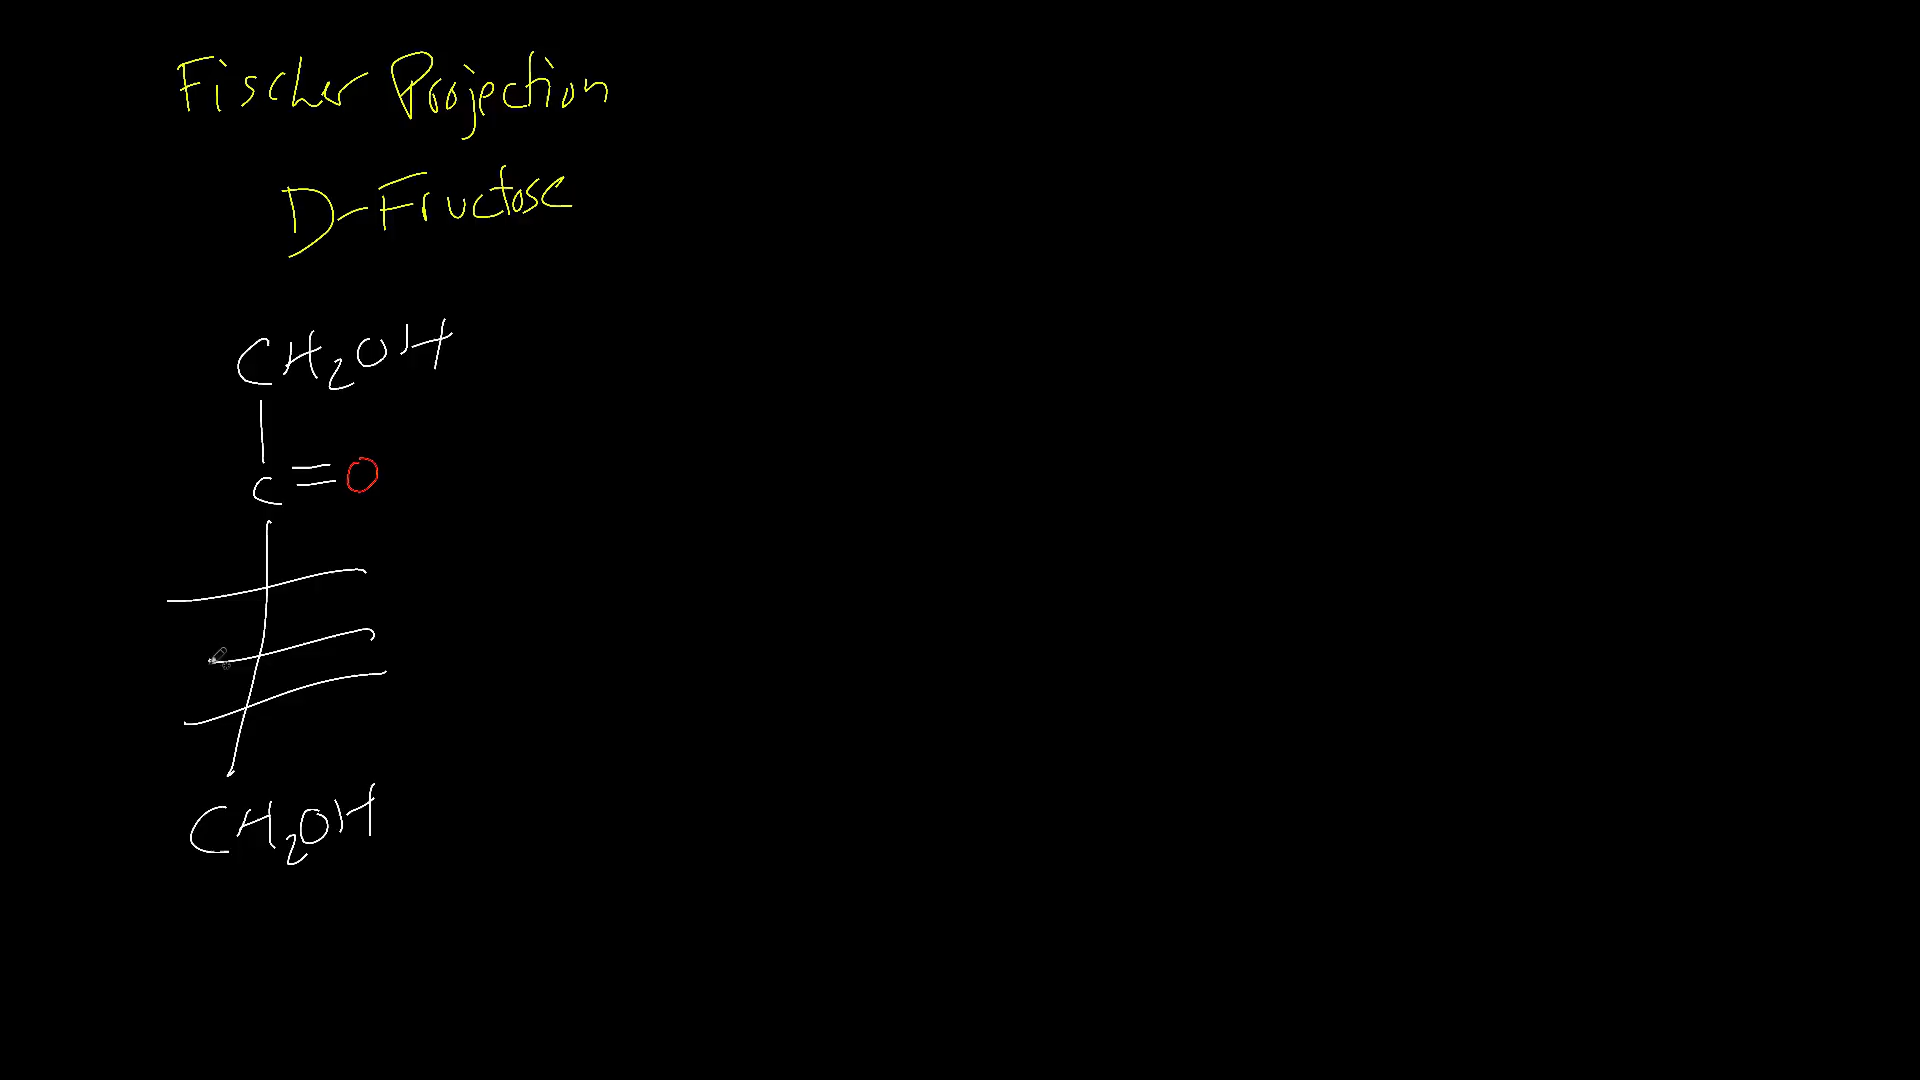 Fischer Projection
D-Fructose
CH₂OH
C=O
CH₂OH